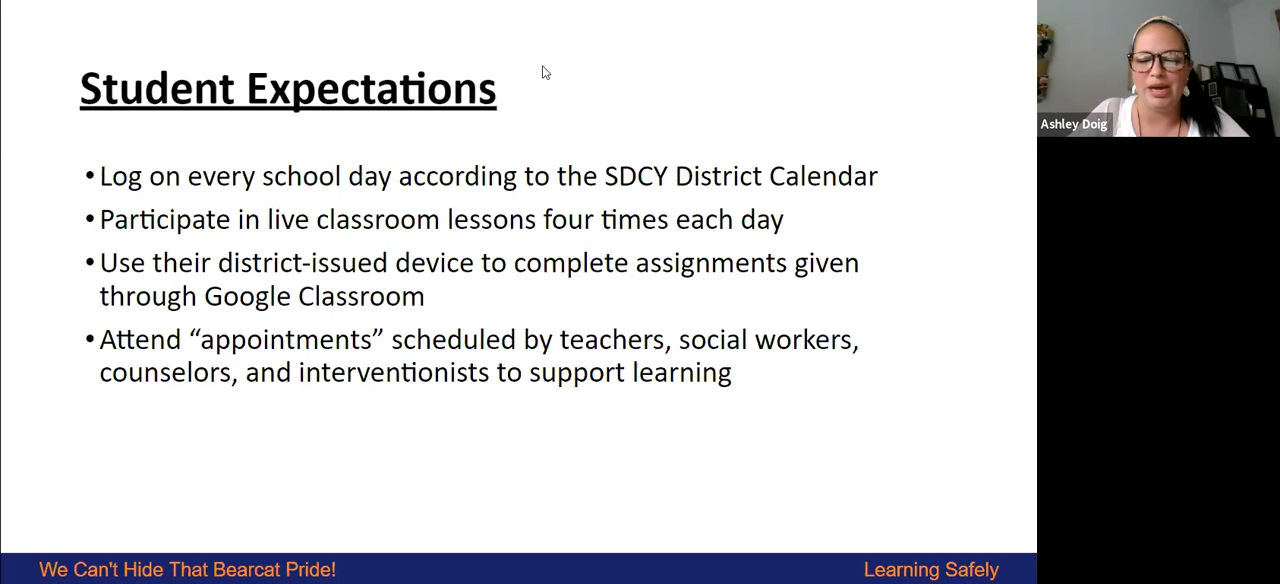 Student Expectations
• Log on every school day according to the SDCY District Calendar
• Participate in live classroom lessons four times each day
• Use their district-issued device to complete assignments given
through Google Classroom
• Attend “appointments” scheduled by teachers, social workers,
counselors, and interventionists to support learning
Ashley Doig
We Can't Hide That Bearcat Pride!
Learning Safely